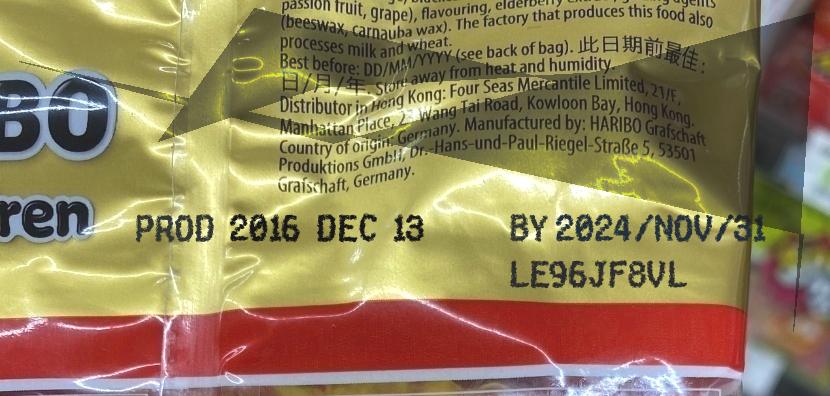 passion fruit, grape), flavouring, elderberry
(beeswax, carnauba wax). The factory that produces this food also
processes milk and wheat.
Best before: DD/MM/YYYY (see back of bag). 此日期前最佳:
日/月/年. Store away from heat and humidity.
Distributor in Hong Kong: Four Seas Mercantile Limited, 21/F,
Manhattan Place, Wang Tai Road, Kowloon Bay, Hong Kong.
Country of origin: Germany. Manufactured by: HARIBO Grafschaft
Produktions GmbH, Dr.-Hans-und-Paul-Riegel-Straße 5, 53501
Grafschaft, Germany.
BO
ren
PROD 2016 DEC 13
BY 2024/NOV/31
LE96JF8VL